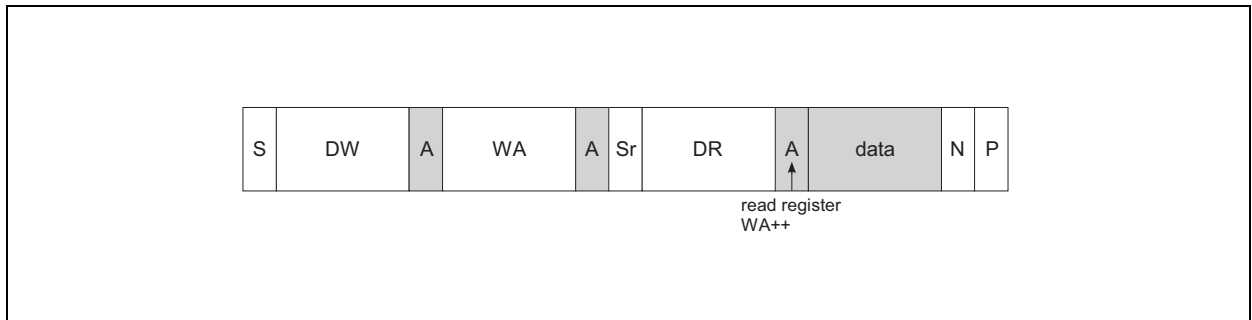 S DW A WA A Sr DR A data N P
read register
WA++